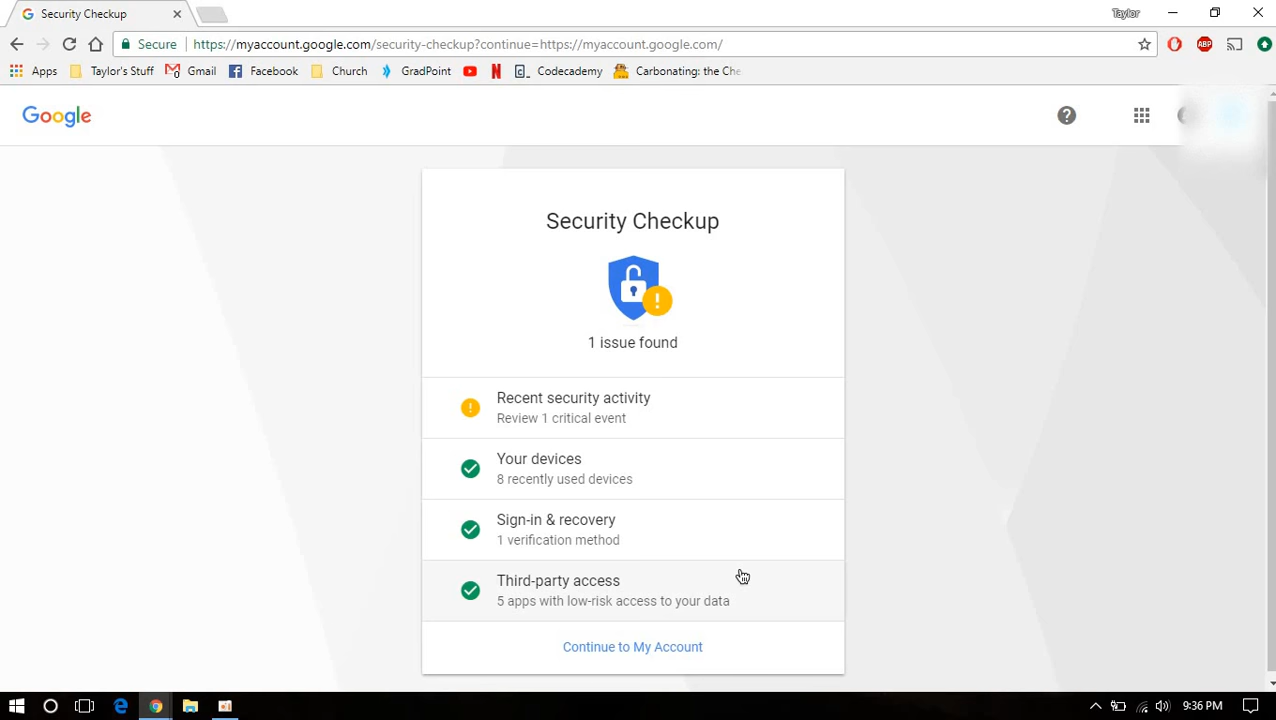 Security Checkup
Taylor
Secure https://myaccount.google.com/security-checkup?continue=http://myaccount.google.com/
Apps Taylor's Stuff Gmail Facebook Church GradPoint Codecademy Carbonating: the Che
ABP
Google
Security Checkup
1 issue found
Recent security activity
Review 1 critical event
Your devices
8 recently used devices
Sign-in & recovery
1 verification method
Third-party access
5 apps with low-risk access to your data
Continue to My Account
9:36 PM